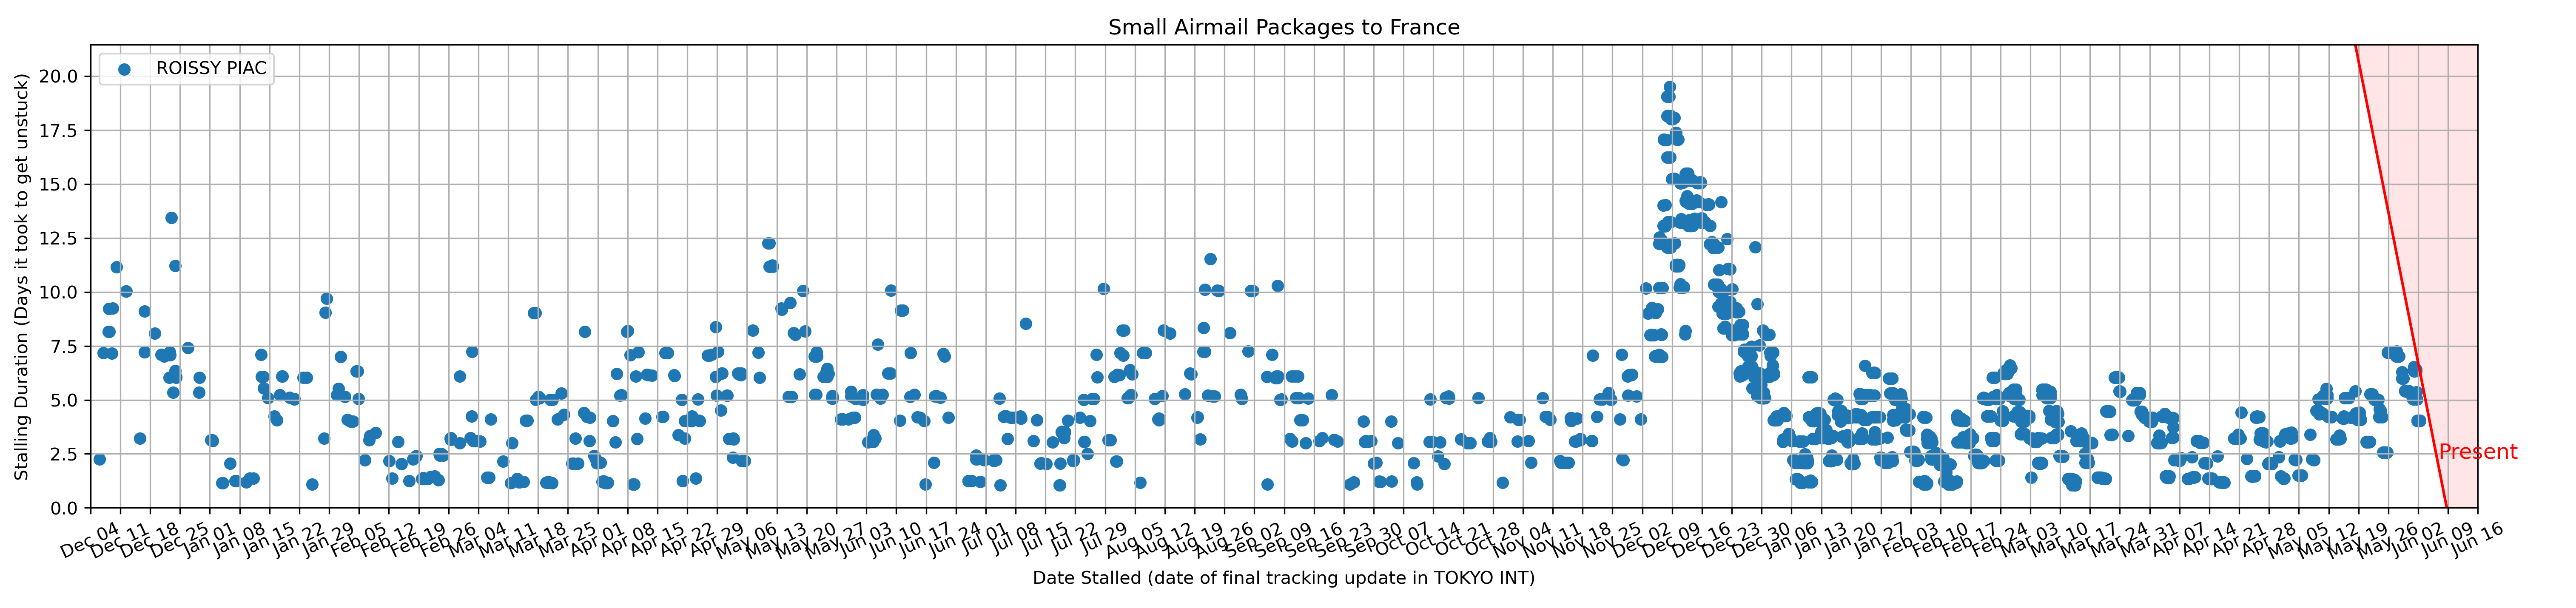 Small Airmail Packages to France
ROISSY PIAC
Stalling Duration (Days it took to get unstuck)
20.0
17.5
15.0
12.5
10.0
7.5
5.0
2.5
0.0
Present
Dec 04 Dec 11 Dec 18 Dec 25 Jan 01 Jan 08 Jan 15 Jan 22 Jan 29 Feb 05 Feb 12 Feb 19 Feb 26 Mar 04 Mar 11 Mar 18 Mar 25 Apr 01 Apr 08 Apr 15 Apr 22 Apr 29 May 06 May 13 May 20 May 27 Jun 03 Jun 10 Jun 17 Jun 24 Jul 01 Jul 08 Jul 15 Jul 22 Jul 29 Aug 05 Aug 12 Aug 19 Aug 26 Sep 02 Sep 09 Sep 16 Sep 23 Sep 30 Oct 07 Oct 14 Oct 21 Oct 28 Nov 04 Nov 11 Nov 18 Nov 25 Dec 02 Dec 09 Dec 16 Dec 23 Dec 30 Jan 06 Jan 13 Jan 20 Jan 27 Feb 03 Feb 10 Feb 17 Feb 24 Mar 03 Mar 10 Mar 17 Mar 24 Mar 31 Apr 07 Apr 14 Apr 21 Apr 28 May 05 May 12 May 19 May 26 Jun 02 Jun 09 Jun 16
Date Stalled (date of final tracking update in TOKYO INT)